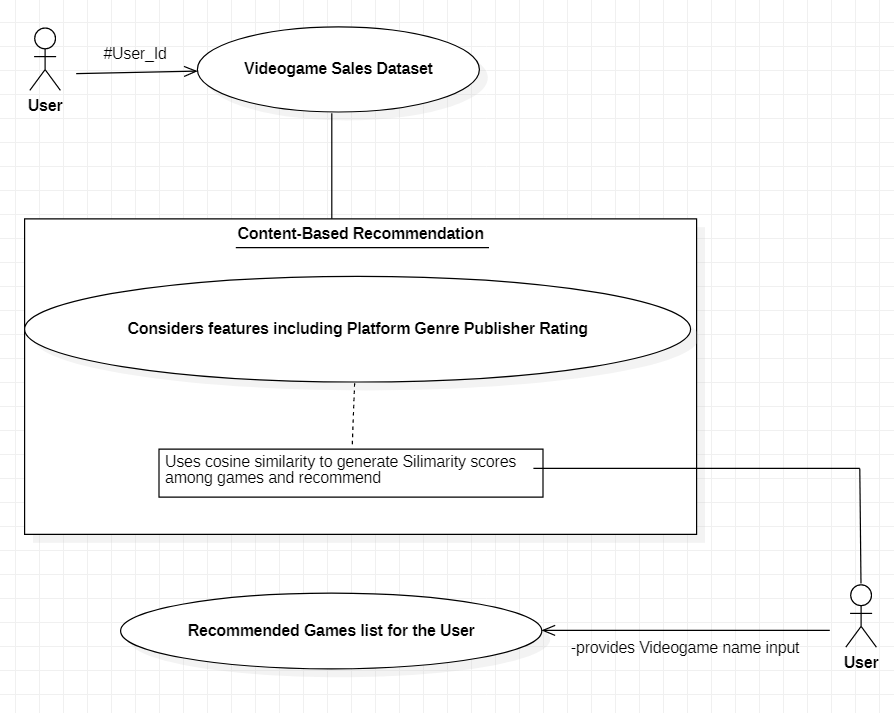 #User_Id
User
Videogame Sales Dataset
Content-Based Recommendation
Considers features including Platform Genre Publisher Rating
Uses cosine similarity to generate Silimarity scores
among games and recommend
Recommended Games list for the User
-provides Videogame name input
User